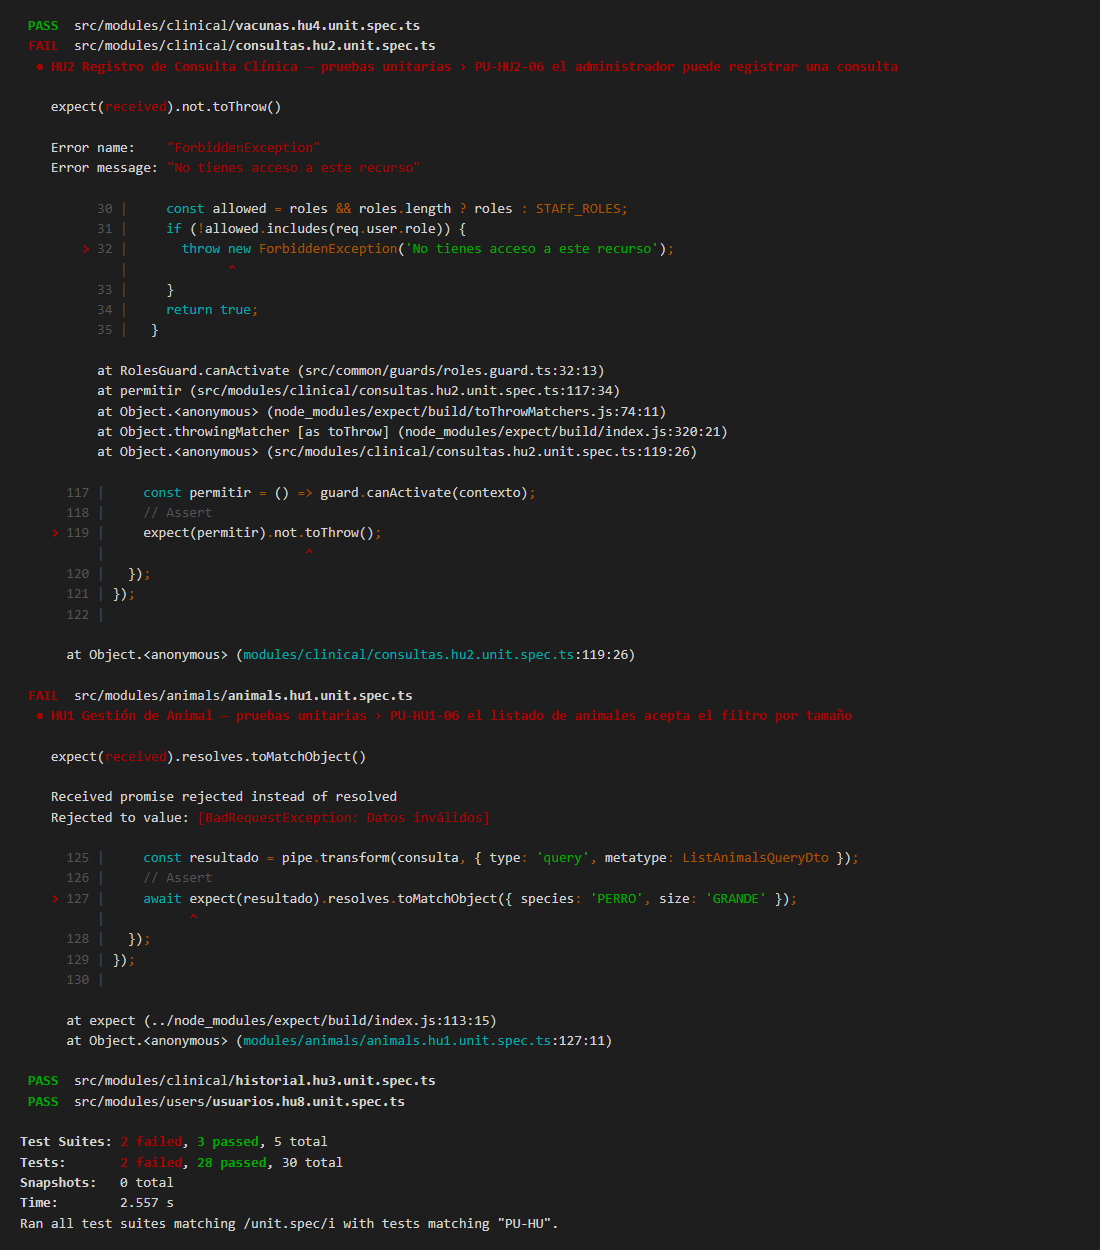 PASS src/modules/clinical/vacunas.hu4.unit.spec.ts
FAIL src/modules/clinical/consultas.hu2.unit.spec.ts
● HU2 Registro de Consulta Clínica — pruebas unitarias › PU-HU2-06 el administrador puede registrar una consulta
expect(received).not.toThrow()
Error name:    "ForbiddenException"
Error message: "No tienes acceso a este recurso"
30 |     const allowed = roles && roles.length ? roles : STAFF_ROLES;
31 |     if (!allowed.includes(req.user.role)) {
> 32 |       throw new ForbiddenException('No tienes acceso a este recurso');
|             ^
33 |     }
34 |     return true;
35 |   }
at RolesGuard.canActivate (src/common/guards/roles.guard.ts:32:13)
at permitir (src/modules/clinical/consultas.hu2.unit.spec.ts:117:34)
at Object.<anonymous> (node_modules/expect/build/toThrowMatchers.js:74:11)
at Object.throwingMatcher [as toThrow] (node_modules/expect/build/index.js:320:21)
at Object.<anonymous> (src/modules/clinical/consultas.hu2.unit.spec.ts:119:26)
117 |     const permitir = () => guard.canActivate(contexto);
118 |     // Assert
> 119 |     expect(permitir).not.toThrow();
|                          ^
120 |   });
121 | });
122 |
at Object.<anonymous> (modules/clinical/consultas.hu2.unit.spec.ts:119:26)
FAIL src/modules/animals/animals.hu1.unit.spec.ts
● HU1 Gestión de Animal — pruebas unitarias › PU-HU1-06 el listado de animales acepta el filtro por tamaño
expect(received).resolves.toMatchObject()
Received promise rejected instead of resolved
Rejected to value: [BadRequestException: Datos inválidos]
125 |     const resultado = pipe.transform(consulta, { type: 'query', metatype: ListAnimalsQueryDto });
126 |     // Assert
> 127 |     await expect(resultado).resolves.toMatchObject({ species: 'PERRO', size: 'GRANDE' });
|           ^
128 |   });
129 | });
130 |
at expect (../node_modules/expect/build/index.js:113:15)
at Object.<anonymous> (modules/animals/animals.hu1.unit.spec.ts:127:11)
PASS src/modules/clinical/historial.hu3.unit.spec.ts
PASS src/modules/users/usuarios.hu8.unit.spec.ts
Test Suites: 2 failed, 3 passed, 5 total
Tests:       2 failed, 28 passed, 30 total
Snapshots:   0 total
Time:        2.557 s
Ran all test suites matching /unit.spec/i with tests matching "PU-HU".